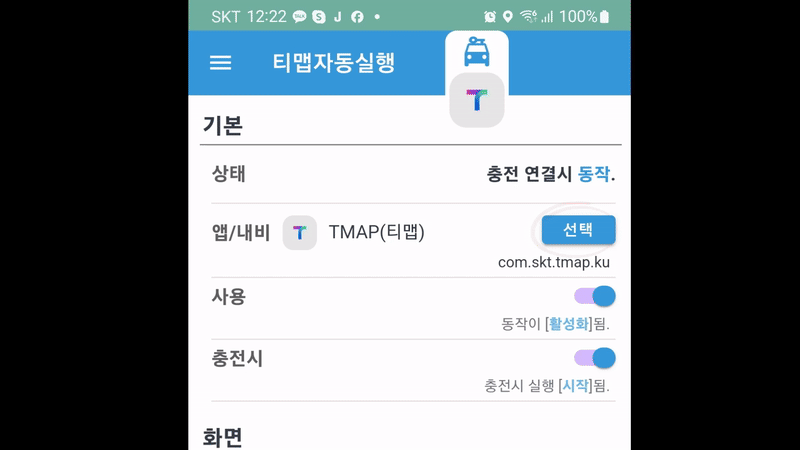 SKT 12:22 100%
티맵자동실행
기본
상태 충전 연결시 동작.
앱/내비 TMAP(티맵) 선택
com.skt.tmap.ku
사용
동작이 [활성화]됨.
충전시
충전시 실행 [시작]됨.
화면